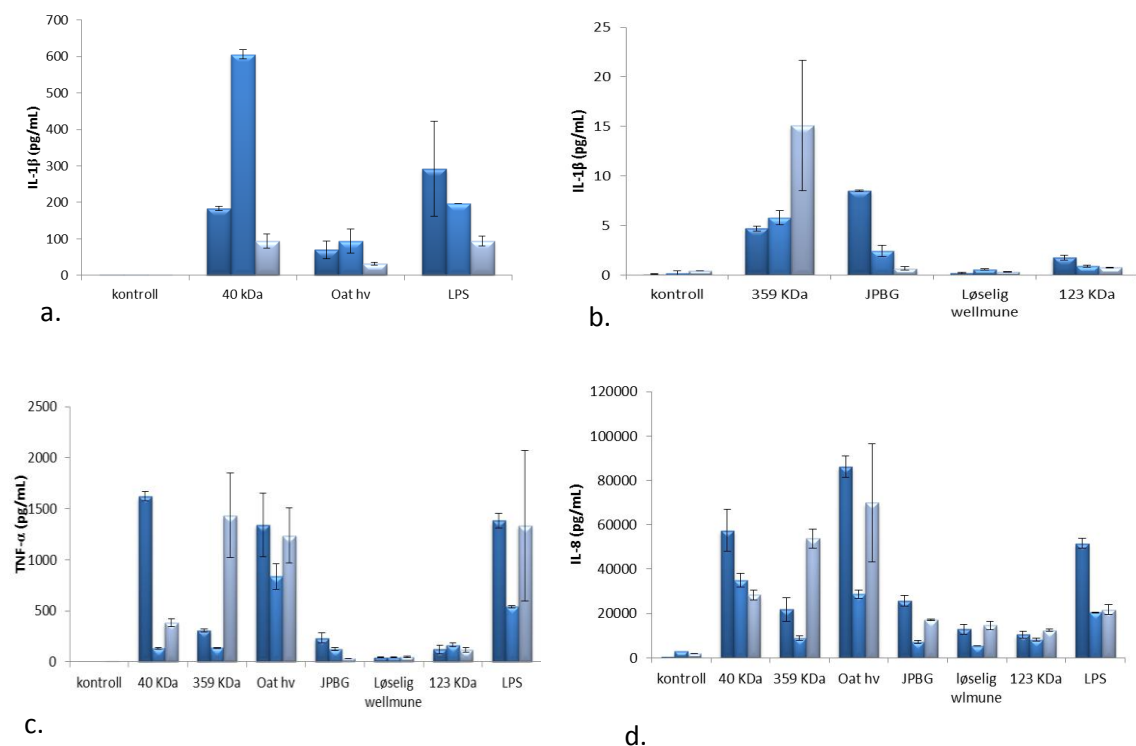 700
600
500
400
300
200
100
0
IL-1β (pg/mL)
kontroll 40 kDa Oat hv LPS
a.
25
20
15
10
5
0
IL-1β (pg/mL)
kontroll 359 KDa JPBG Løselig 123 KDa
wellmune
b.
2500
2000
1500
1000
500
0
TNF-α (pg/mL)
kontroll 40 KDa 359 KDa Oat hv JPBG Løselig 123 KDa LPS
wellmune
c.
120000
100000
80000
60000
40000
20000
0
IL-8 (pg/mL)
kontroll 40 KDa 359 KDa Oat hv JPBG løselig 123 KDa LPS
wlmune
d.